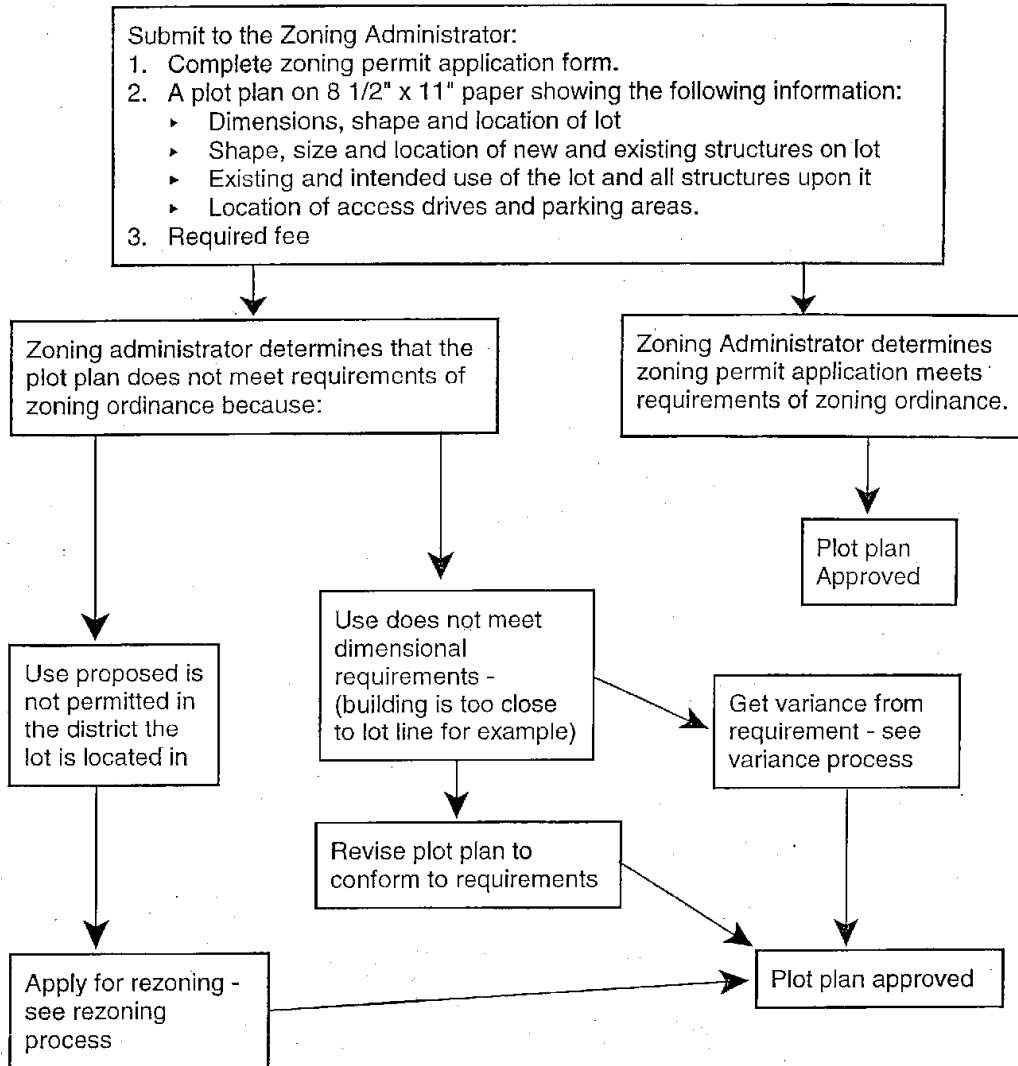 Submit to the Zoning Administrator:
1. Complete zoning permit application form.
2. A plot plan on 8 1/2" x 11" paper showing the following information:
▸ Dimensions, shape and location of lot
▸ Shape, size and location of new and existing structures on lot
▸ Existing and intended use of the lot and all structures upon it
▸ Location of access drives and parking areas.
3. Required fee
Zoning administrator determines that the
plot plan does not meet requirements of
zoning ordinance because:
Zoning Administrator determines
zoning permit application meets
requirements of zoning ordinance.
Plot plan
Approved
Use does not meet
dimensional
requirements -
(building is too close
to lot line for example)
Use proposed is
not permitted in
the district the
lot is located in
Get variance from
requirement - see
variance process
Revise plot plan to
conform to requirements
Apply for rezoning -
see rezoning
process
Plot plan approved